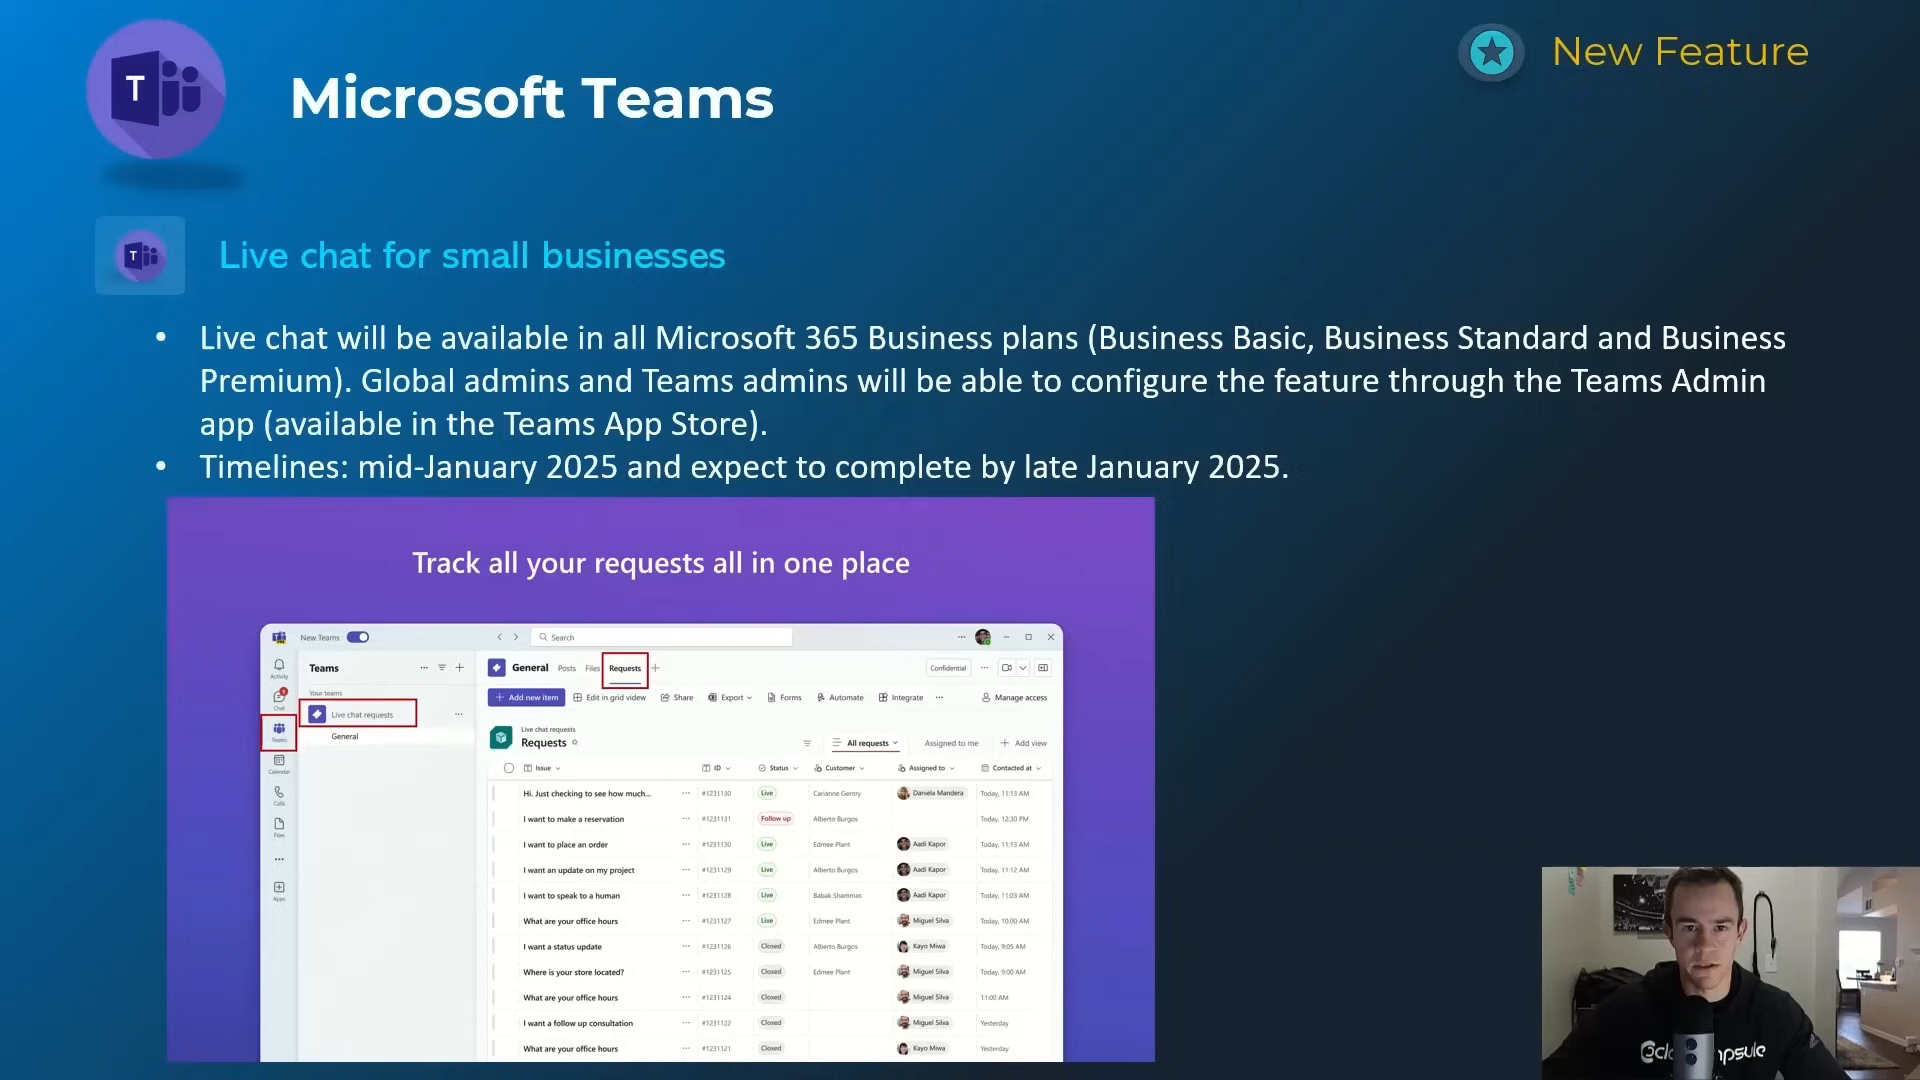 New Feature
Microsoft Teams
Live chat for small businesses
• Live chat will be available in all Microsoft 365 Business plans (Business Basic, Business Standard and Business
Premium). Global admins and Teams admins will be able to configure the feature through the Teams Admin
app (available in the Teams App Store).
• Timelines: mid-January 2025 and expect to complete by late January 2025.
Track all your requests all in one place
New Teams
Search
Activity
Chat
Teams
Calendar
Calls
Files
Apps
Teams
Your teams
Live chat requests
General
General Posts Files Requests
Confidential
Add new item Edit in grid view Share Export Forms Automate Integrate Manage access
Live chat requests
Requests
All requests Assigned to me Add view
Issue ID Status Customer Assigned to Contacted at
Hi. Just checking to see how much... #1231130 Live Carianne Gentry Daniela Mandera Today, 11:13 AM
I want to make a reservation #1231131 Follow up Alberto Burgos Today, 12:30 PM
I want to place an order #1231130 Live Edmee Plant Aadi Kapor Today, 11:13 AM
I want an update on my project #1231129 Live Alberto Burgos Aadi Kapor Today, 11:12 AM
I want to speak to a human #1231128 Live Babak Shammas Aadi Kapor Today, 11:03 AM
What are your office hours #1231127 Live Edmee Plant Miguel Silva Today, 10:00 AM
I want a status update #1231126 Closed Alberto Burgos Kayo Miwa Today, 9:05 AM
Where is your store located? #1231125 Closed Edmee Plant Miguel Silva Today, 9:00 AM
What are your office hours #1231124 Closed Miguel Silva 11:00 AM
I want a follow up consultation #1231122 Closed Miguel Silva Yesterday
What are your office hours #1231121 Closed Kayo Miwa Yesterday